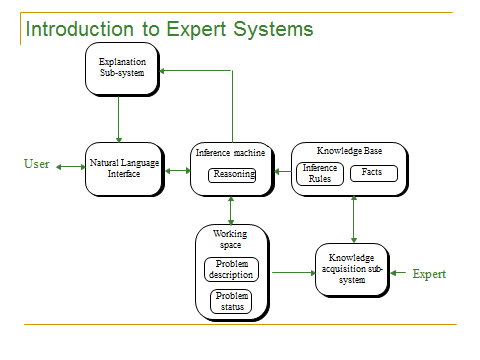 Introduction to Expert Systems
Explanation
Sub-system
User
Natural Language
Interface
Inference machine
Reasoning
Knowledge Base
Inference
Rules
Facts
Working
space
Problem
description
Problem
status
Knowledge
acquisition sub-
system
Expert